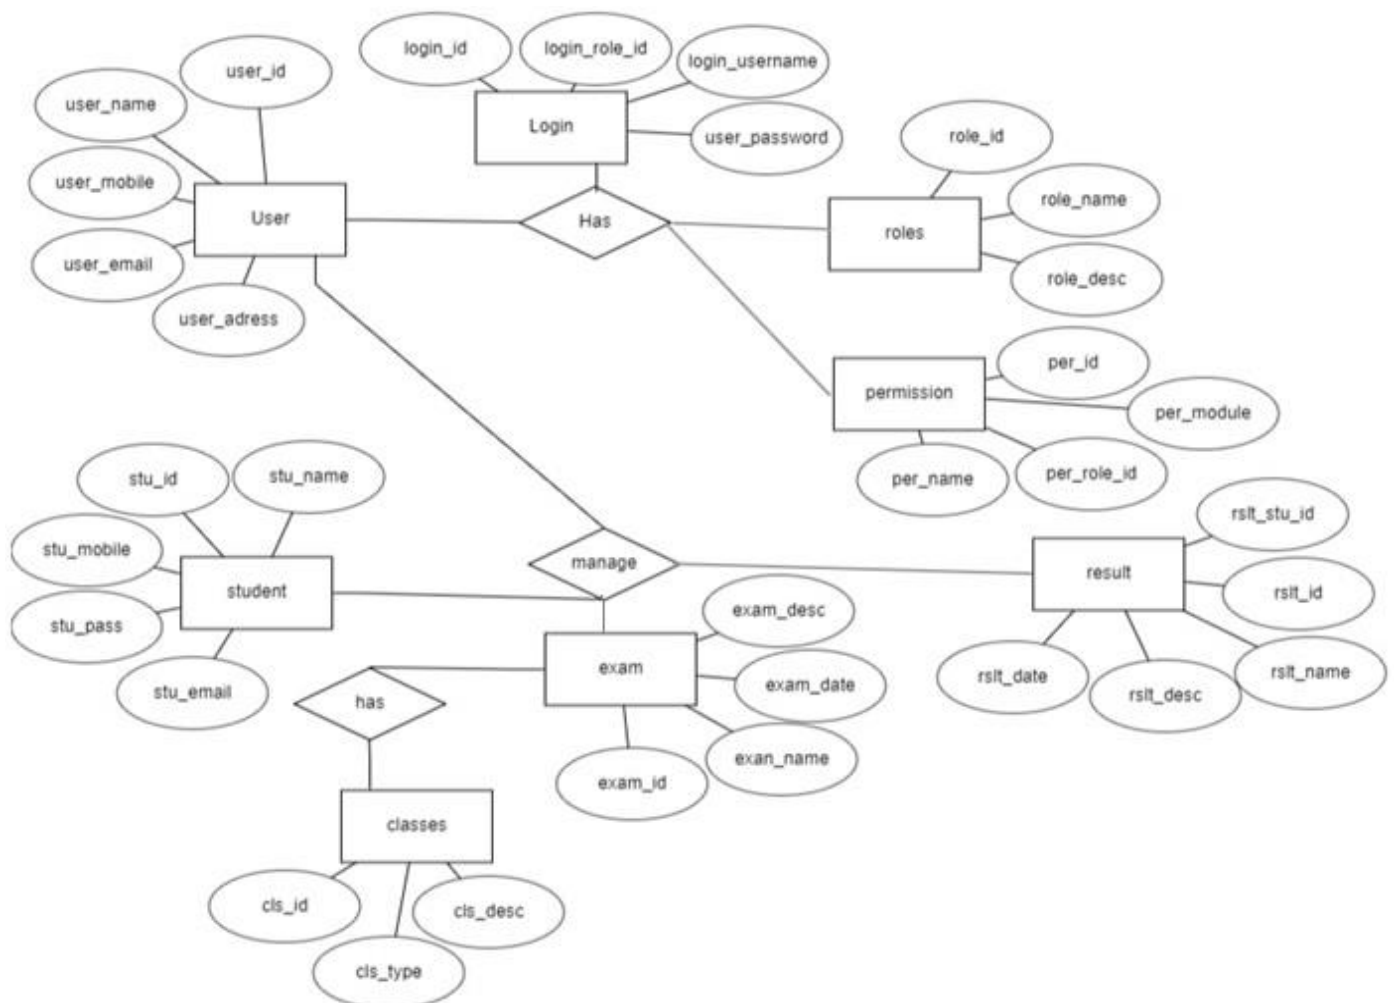 login_id
login_role_id
login_username
user_id
user_name
Login
user_password
role_id
user_mobile
User
Has
role_name
roles
user_email
role_desc
user_adress
per_id
permission
per_module
stu_id
stu_name
per_name
per_role_id
rslt_stu_id
stu_mobile
manage
result
student
rslt_id
exam_desc
stu_pass
exam
rslt_date
rslt_name
stu_email
has
exam_date
rslt_desc
exan_name
exam_id
classes
cls_id
cls_desc
cls_type